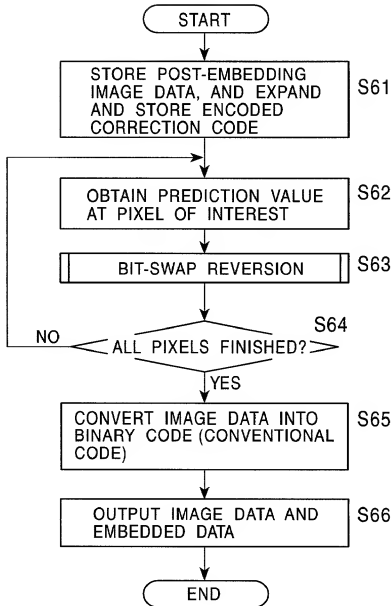 START
STORE POST-EMBEDDING
IMAGE DATA, AND EXPAND
AND STORE ENCODED
CORRECTION CODE
S61
OBTAIN PREDICTION VALUE
AT PIXEL OF INTEREST
S62
BIT-SWAP REVERSION
S63
S64
NO
ALL PIXELS FINISHED?
YES
CONVERT IMAGE DATA INTO
BINARY CODE (CONVENTIONAL
CODE)
S65
OUTPUT IMAGE DATA AND
EMBEDDED DATA
S66
END